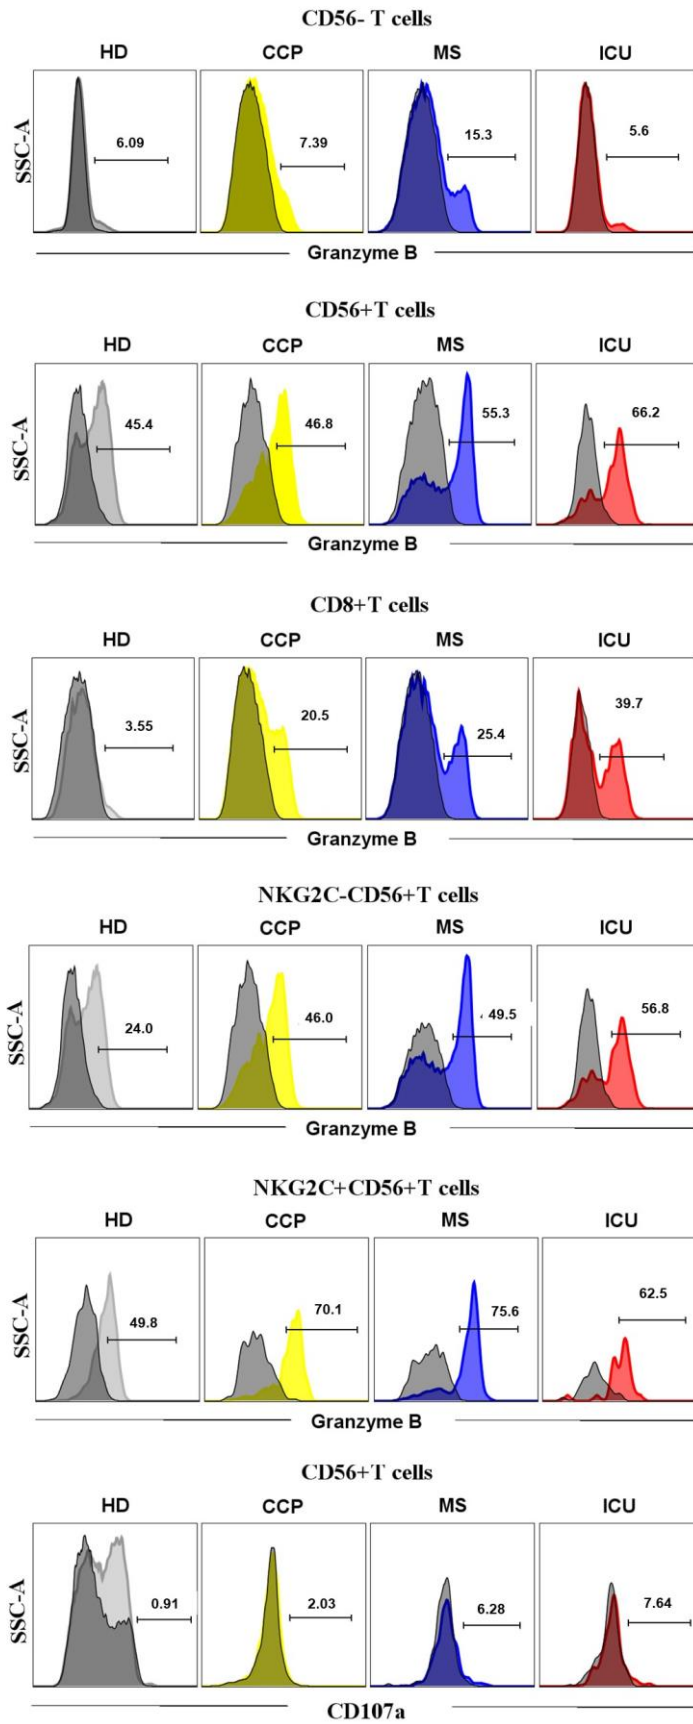 CD56- T cells
HD CCP MS ICU
SSC-A
6.09 7.39 15.3 5.6
Granzyme B
CD56+T cells
HD CCP MS ICU
SSC-A
45.4 46.8 55.3 66.2
Granzyme B
CD8+T cells
HD CCP MS ICU
SSC-A
3.55 20.5 25.4 39.7
Granzyme B
NKG2C-CD56+T cells
HD CCP MS ICU
SSC-A
24.0 46.0 49.5 56.8
Granzyme B
NKG2C+CD56+T cells
HD CCP MS ICU
SSC-A
49.8 70.1 75.6 62.5
Granzyme B
CD56+T cells
HD CCP MS ICU
SSC-A
0.91 2.03 6.28 7.64
CD107a